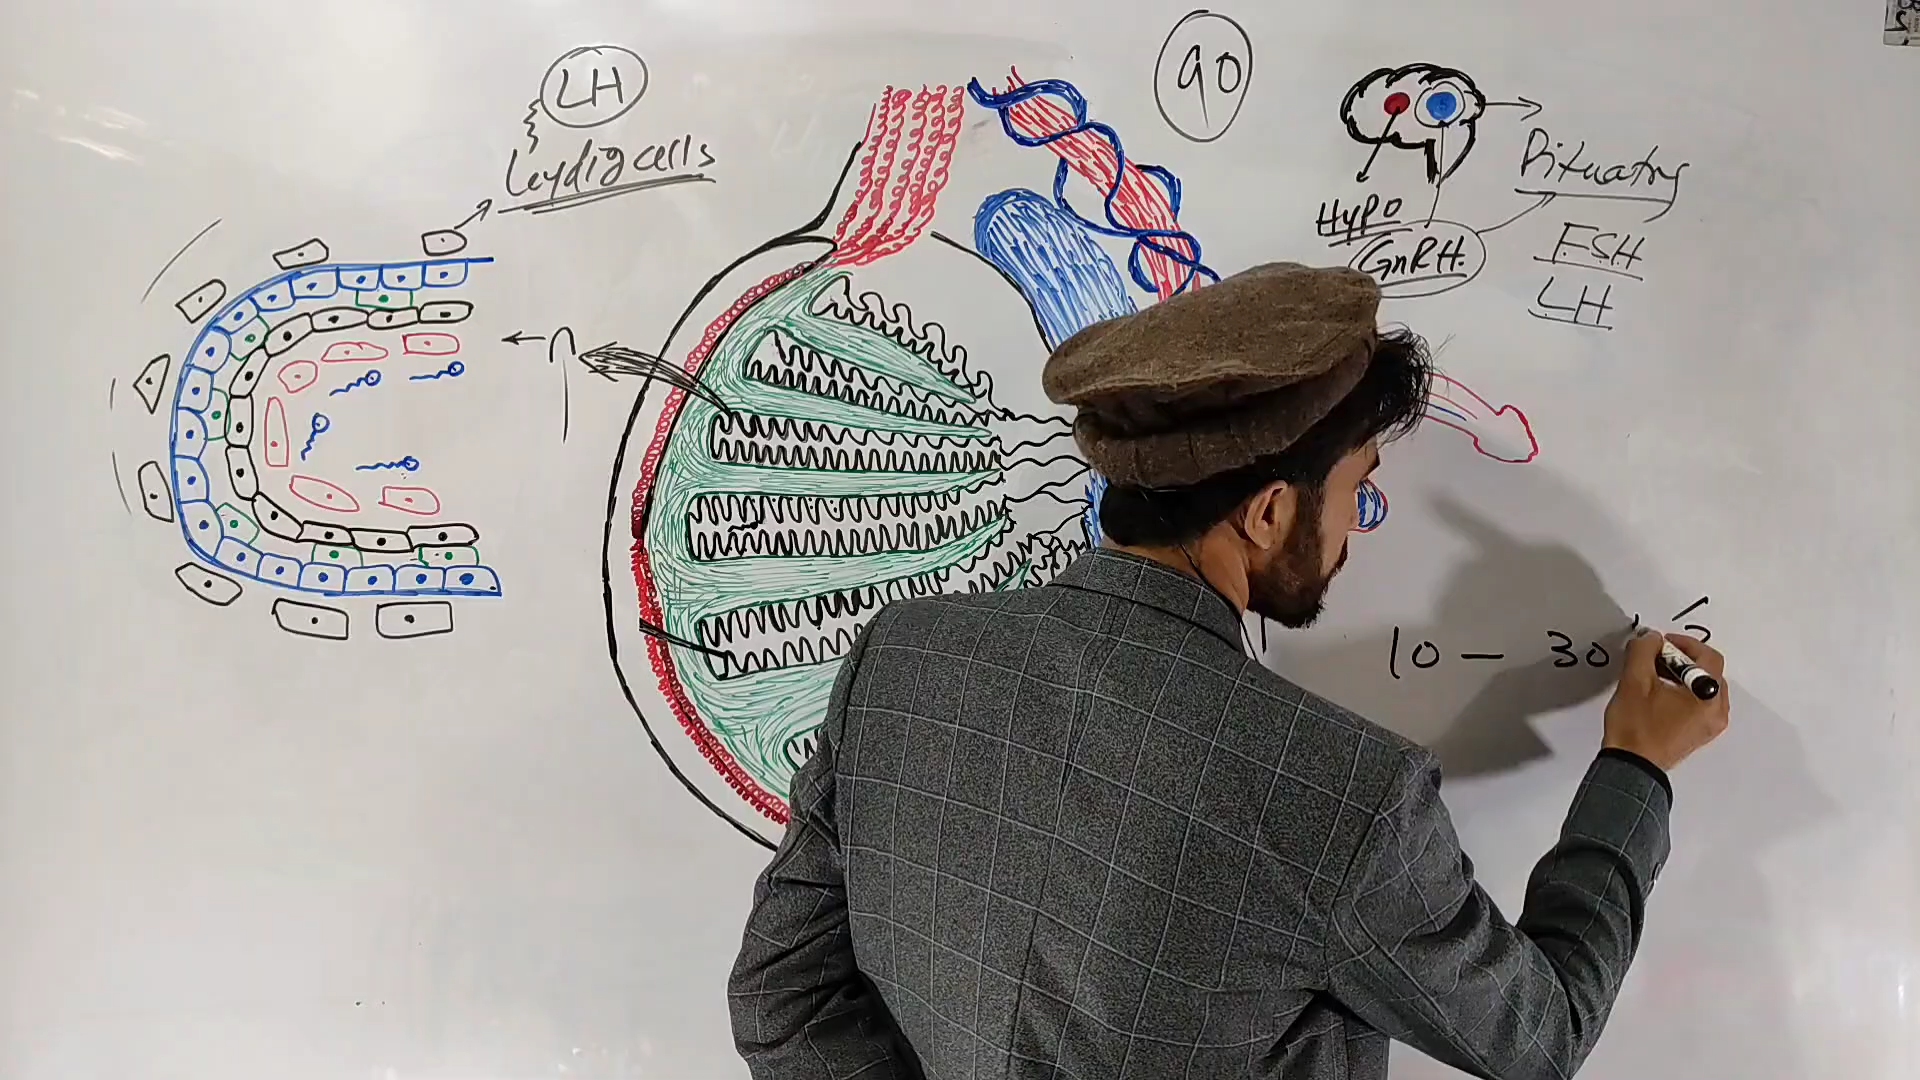 LH
Leydig cells
90
Hypo
GnRH.
Pituatry
FSH
LH
10 - 30